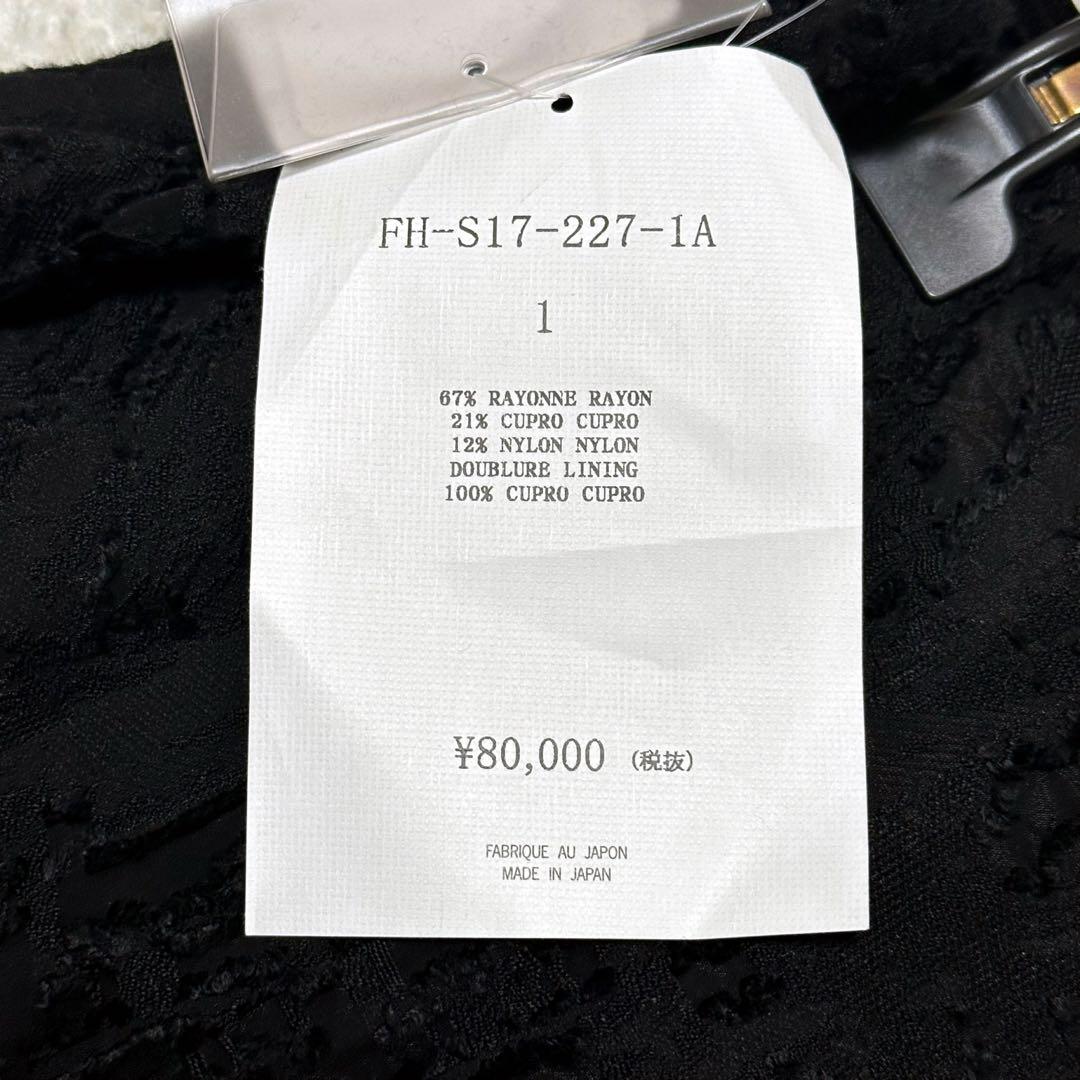 FH-S17-227-1A
1
67% RAYONNE RAYON
21% CUPRO CUPRO
12% NYLON NYLON
DOUBLURE LINING
100% CUPRO CUPRO
¥80,000 (税抜)
FABRIQUE AU JAPON
MADE IN JAPAN